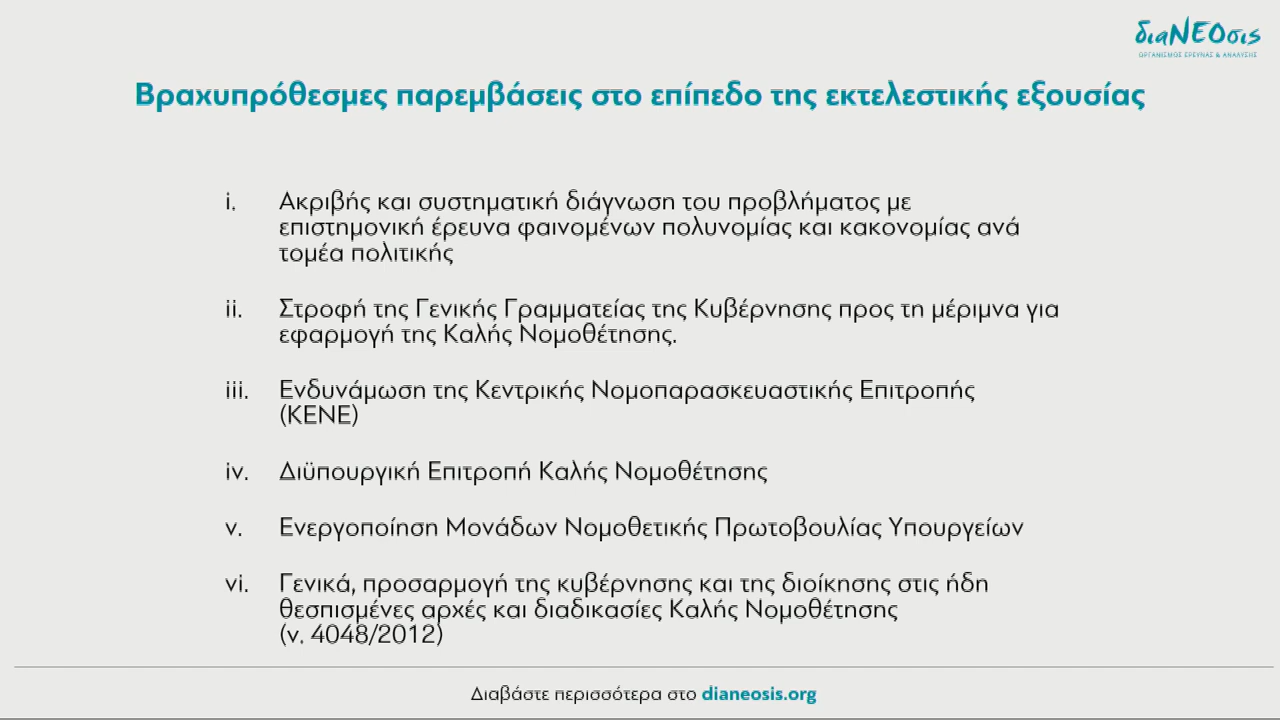 διαΝΕΟσις
ΟΡΓΑΝΙΣΜΟΣ ΕΡΕΥΝΑΣ & ΑΝΑΛΥΣΗΣ
Βραχυπρόθεσμες παρεμβάσεις στο επίπεδο της εκτελεστικής εξουσίας
i. Ακριβής και συστηματική διάγνωση του προβλήματος με
επιστημονική έρευνα φαινομένων πολυνομίας και κακονομίας ανά
τομέα πολιτικής
ii. Στροφή της Γενικής Γραμματείας της Κυβέρνησης προς τη μέριμνα για
εφαρμογή της Καλής Νομοθέτησης.
iii. Ενδυνάμωση της Κεντρικής Νομοπαρασκευαστικής Επιτροπής
(ΚΕΝΕ)
iv. Διϋπουργική Επιτροπή Καλής Νομοθέτησης
v. Ενεργοποίηση Μονάδων Νομοθετικής Πρωτοβουλίας Υπουργείων
vi. Γενικά, προσαρμογή της κυβέρνησης και της διοίκησης στις ήδη
θεσπισμένες αρχές και διαδικασίες Καλής Νομοθέτησης
(ν. 4048/2012)
Διαβάστε περισσότερα στο dianeosis.org